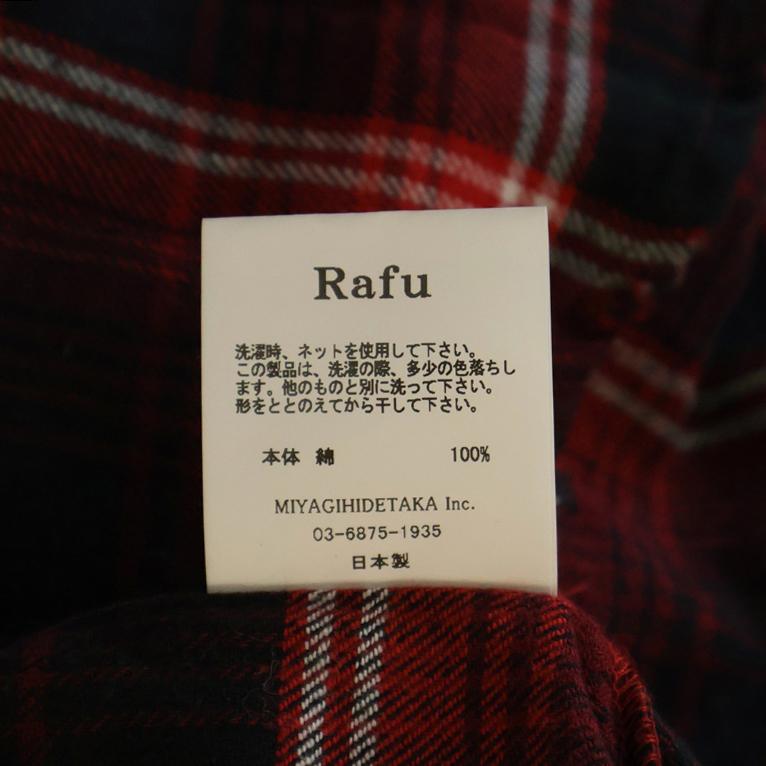 Rafu
洗濯時、ネットを使用して下さい。
この製品は、洗濯の際、多少の色落ちし
ます。他のものと別に洗って下さい。
形をととのえてから干して下さい。
本体 綿 100%
MIYAGIHIDETAKA Inc.
03-6875-1935
日本製